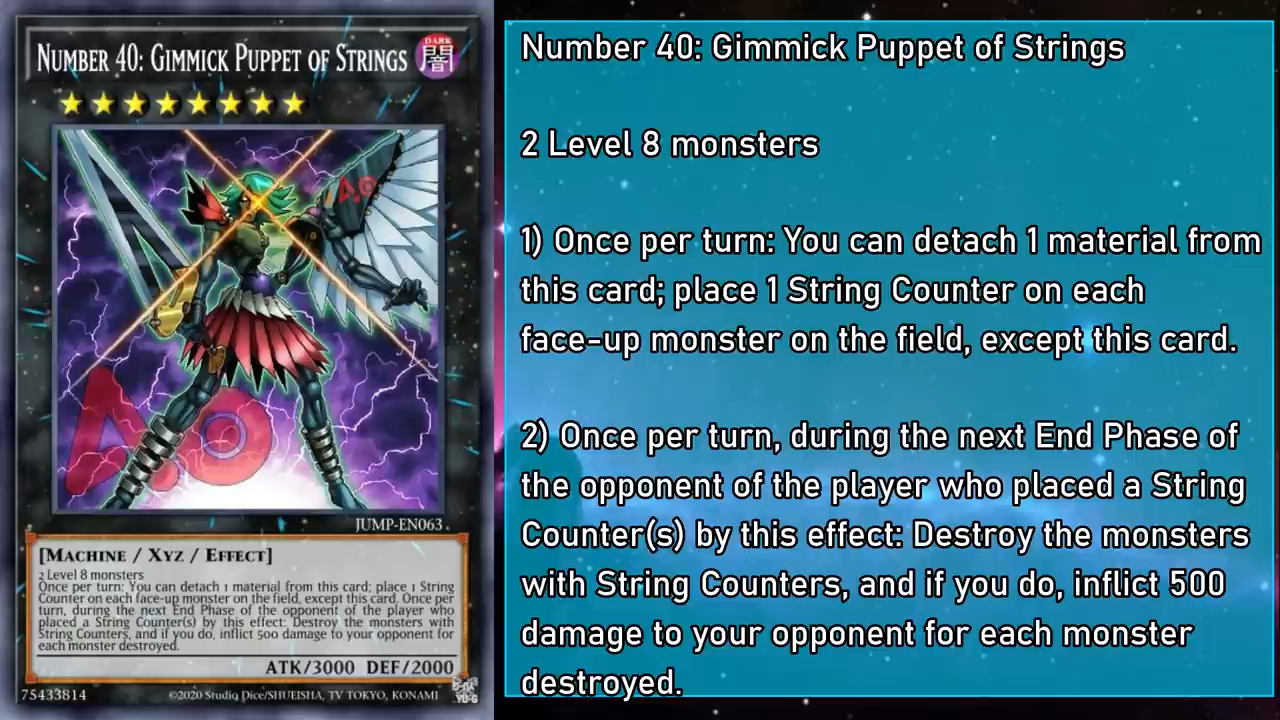 NUMBER 40: GIMMICK PUPPET OF STRINGS
DARK
闇
40
40
JUMP-EN063
[MACHINE / XYZ / EFFECT]
2 Level 8 monsters
Once per turn: You can detach 1 material from this card; place 1 String
Counter on each face-up monster on the field, except this card. Once per
turn, during the next End Phase of the opponent of the player who
placed a String Counter(s) by this effect: Destroy the monsters with
String Counters, and if you do, inflict 500 damage to your opponent for
each monster destroyed.
ATK/3000 DEF/2000
75433814
©2020 Studio Dice/SHUEISHA, TV TOKYO, KONAMI
Number 40: Gimmick Puppet of Strings
2 Level 8 monsters
1) Once per turn: You can detach 1 material from
this card; place 1 String Counter on each
face-up monster on the field, except this card.
2) Once per turn, during the next End Phase of
the opponent of the player who placed a String
Counter(s) by this effect: Destroy the monsters
with String Counters, and if you do, inflict 500
damage to your opponent for each monster
destroyed.